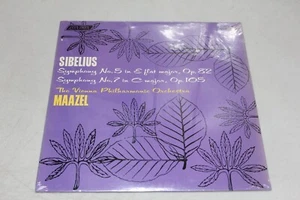 SIBELIUS
Symphony No. 5 in E flat major, Op. 82
Symphony No. 7 in C major, Op. 105
The Vienna Philharmonic Orchestra
MAAZEL